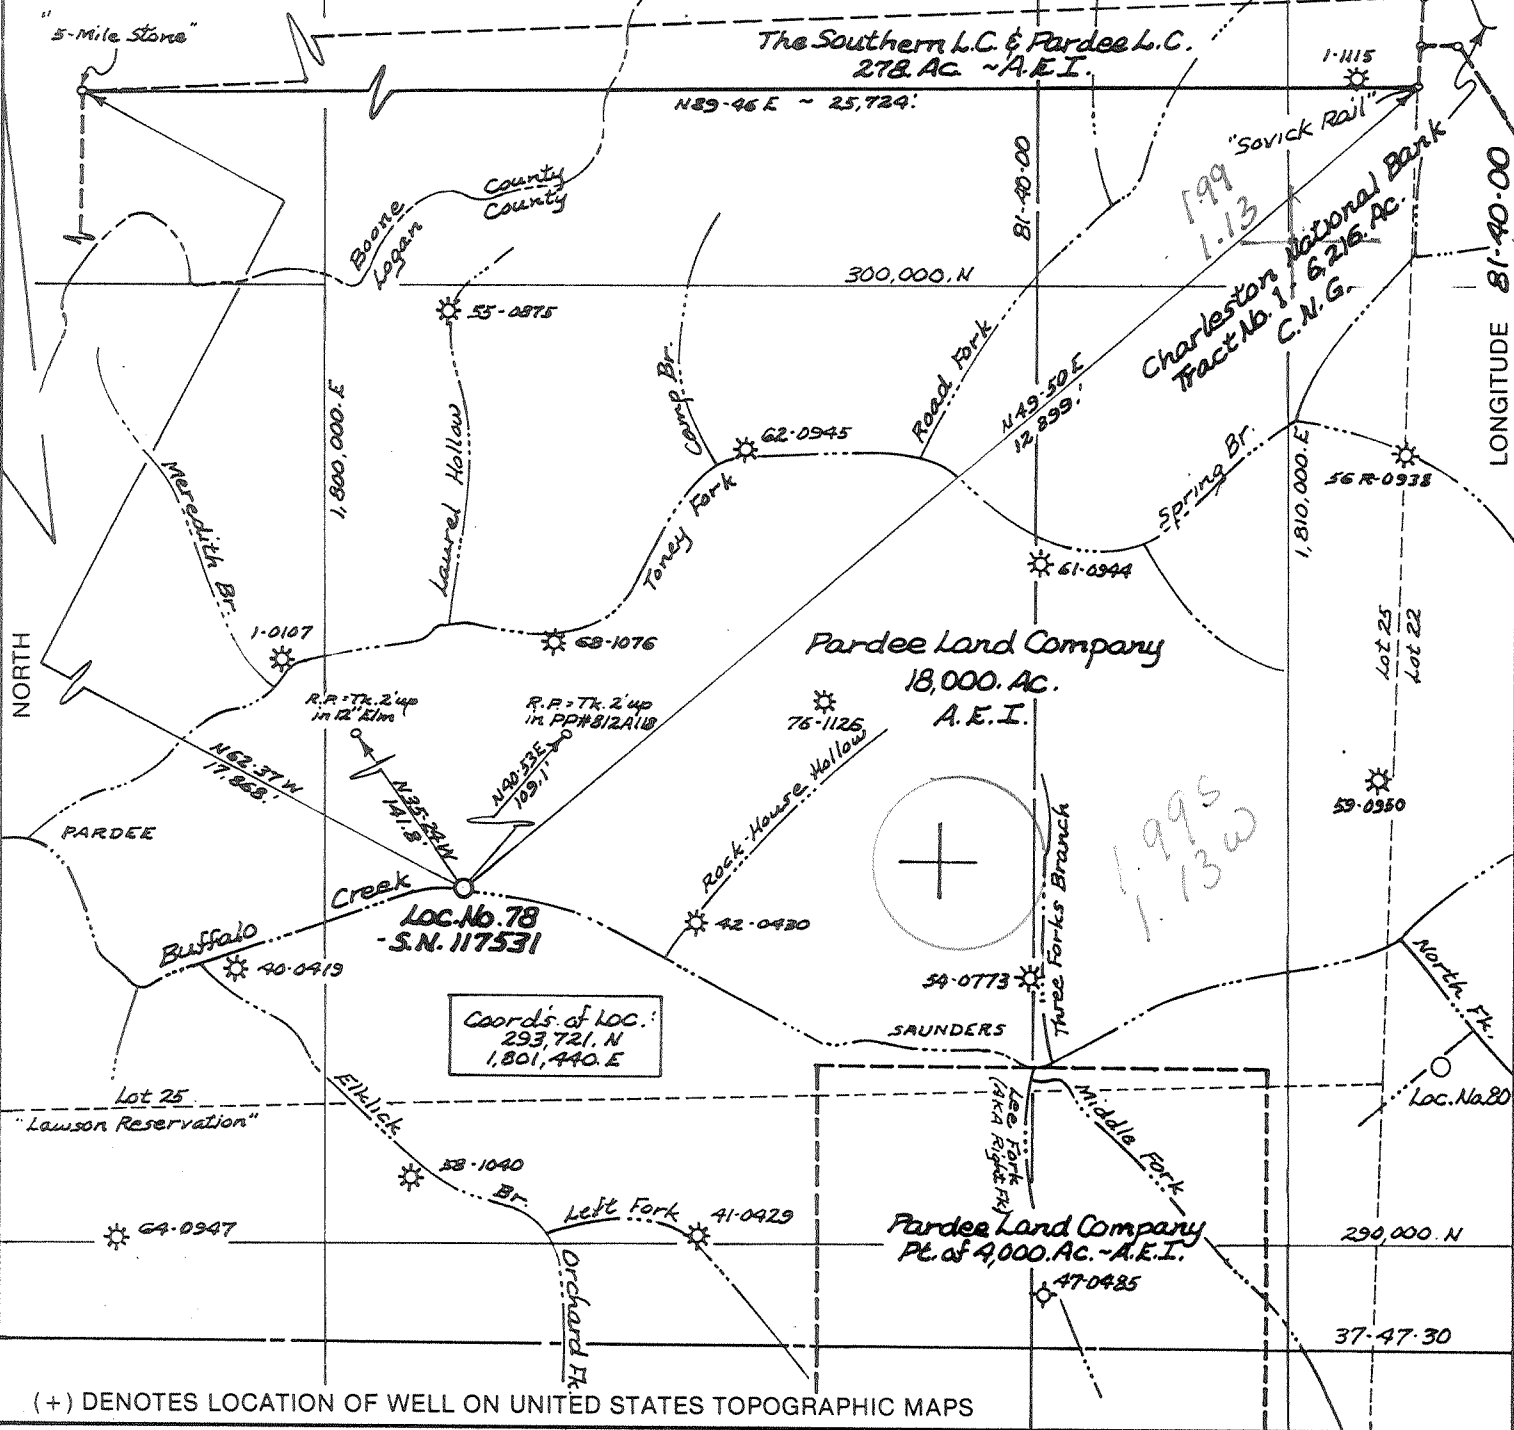 "5-Mile Stone"
The Southern L.C. & Pardee L.C.
278. Ac. ~ A.E.I.
1-1115
N89-46 E ~ 25,724.'
"Sovick Rail"
81-40-00
1.99
1.13
Charleston National Bank
Tract No. 1 - 6,216. Ac.
C.N.G.
LONGITUDE 81-40-00
County
County
Boone
Logan
300,000. N
55-0875
1,800,000. E
Laurel Hollow
Camp Br.
Road Fork
N49-50 E
12,899.'
62-0945
Meredith Br.
Toney Fork
Spring Br.
1,810,000. E
56 R-0938
61-0944
1-0107
68-1076
NORTH
Pardee Land Company
18,000. Ac.
A.E.I.
Lot 25
Lot 22
R.P. = Tk. 2' up
in 12" Elm
R.P. = Tk. 2' up
in PP#812A118
76-1126
N62-37 W
17,868.'
N35-24 W
141.8'
N40-53 E
109.1'
Rock House Hollow
59-0950
1.995
1.13 W
PARDEE
Creek
Buffalo
Loc. No. 78
- S.N. 117531
42-0430
40-0419
54-0773
Three Forks Branch
North Fk.
Coord's. of Loc.:
293,721. N
1,801,440. E
SAUNDERS
Loc. No. 80
Lot 25
"Lawson Reservation"
Elklick
Br.
Lee Fork
(AKA Right Fk.)
Middle Fork
58-1040
64-0947
Left Fork
41-0429
Orchard Fk.
Pardee Land Company
Pt. of 4,000. Ac. ~ A.E.I.
290,000. N
47-0485
37-47-30
(+) DENOTES LOCATION OF WELL ON UNITED STATES TOPOGRAPHIC MAPS